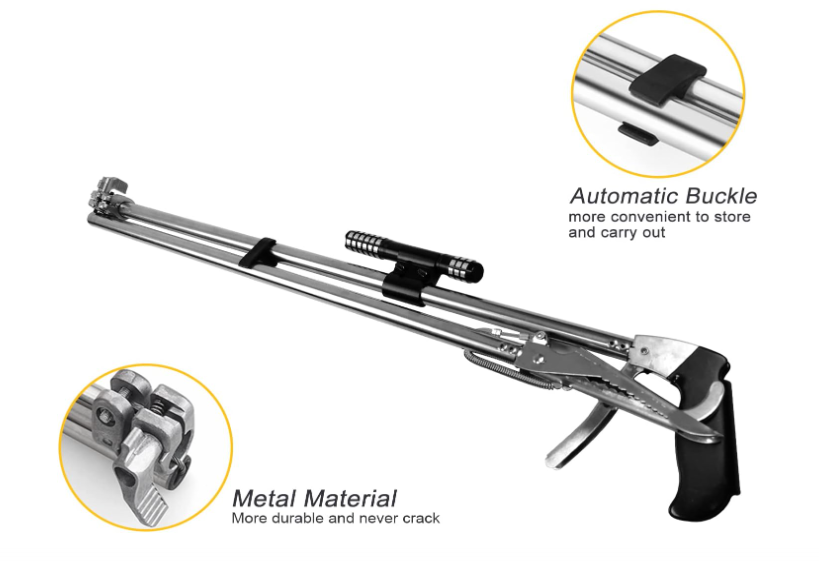 Automatic Buckle
more convenient to store
and carry out
Metal Material
More durable and never crack